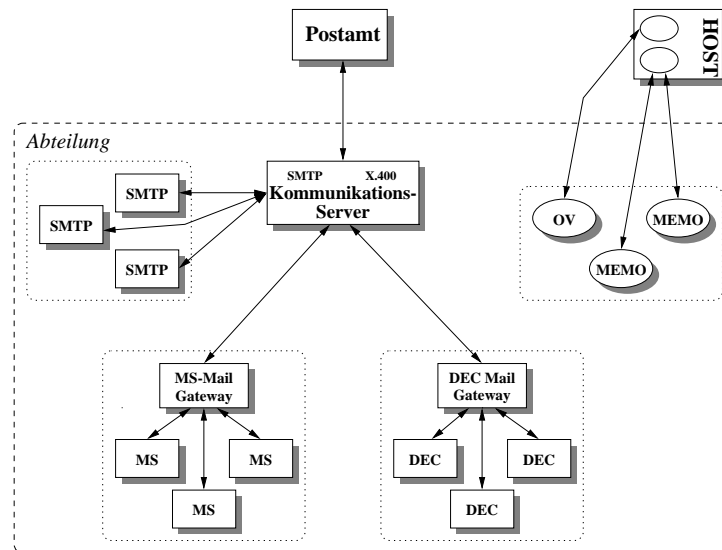 Postamt
HOST
Abteilung
SMTP X.400
Kommunikations-
Server
SMTP
SMTP
SMTP
OV
MEMO
MEMO
MS-Mail
Gateway
DEC Mail
Gateway
MS
MS
MS
DEC
DEC
DEC